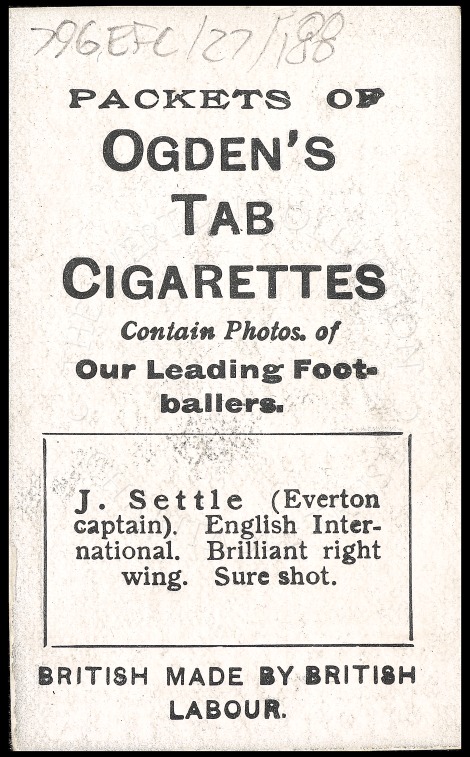 796EFC/27/188
PACKETS OF
OGDEN'S
TAB
CIGARETTES
Contain Photos. of
Our Leading Foot-
ballers.
J. Settle (Everton
captain). English Inter-
national. Brilliant right
wing. Sure shot.
BRITISH MADE BY BRITISH
LABOUR.